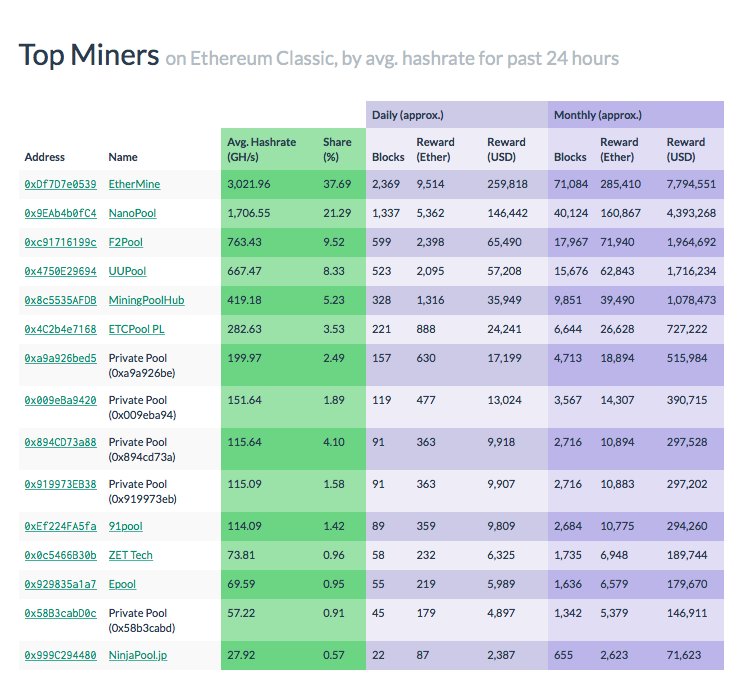 Top Miners on Ethereum Classic, by avg. hashrate for past 24 hours
Daily (approx.) Monthly (approx.)
Address Name Avg. Hashrate (GH/s) Share (%) Blocks Reward (Ether) Reward (USD) Blocks Reward (Ether) Reward (USD)
0xDf7D7e0539 EtherMine 3,021.96 37.69 2,369 9,514 259,818 71,084 285,410 7,794,551
0x9EAb4b0fC4 NanoPool 1,706.55 21.29 1,337 5,362 146,442 40,124 160,867 4,393,268
0xc91716199c F2Pool 763.43 9.52 599 2,398 65,490 17,967 71,940 1,964,692
0x4750E29694 UUPool 667.47 8.33 523 2,095 57,208 15,676 62,843 1,716,234
0x8c5535AFDB MiningPoolHub 419.18 5.23 328 1,316 35,949 9,851 39,490 1,078,473
0x4C2b4e7168 ETCPool PL 282.63 3.53 221 888 24,241 6,644 26,628 727,222
0xa9a926bed5 Private Pool (0xa9a926be) 199.97 2.49 157 630 17,199 4,713 18,894 515,984
0x009eBa9420 Private Pool (0x009eba94) 151.64 1.89 119 477 13,024 3,567 14,307 390,715
0x894CD73a88 Private Pool (0x894cd73a) 115.64 4.10 91 363 9,918 2,716 10,894 297,528
0x919973EB38 Private Pool (0x919973eb) 115.09 1.58 91 363 9,907 2,716 10,883 297,202
0xEf224FA5fa 91pool 114.09 1.42 89 359 9,809 2,684 10,775 294,260
0x0c5466B30b ZET Tech 73.81 0.96 58 232 6,325 1,735 6,948 189,744
0x929835a1a7 Epool 69.59 0.95 55 219 5,989 1,636 6,579 179,670
0x58B3cabD0c Private Pool (0x58b3cabd) 57.22 0.91 45 179 4,897 1,342 5,379 146,911
0x999C294480 NinjaPool.jp 27.92 0.57 22 87 2,387 655 2,623 71,623